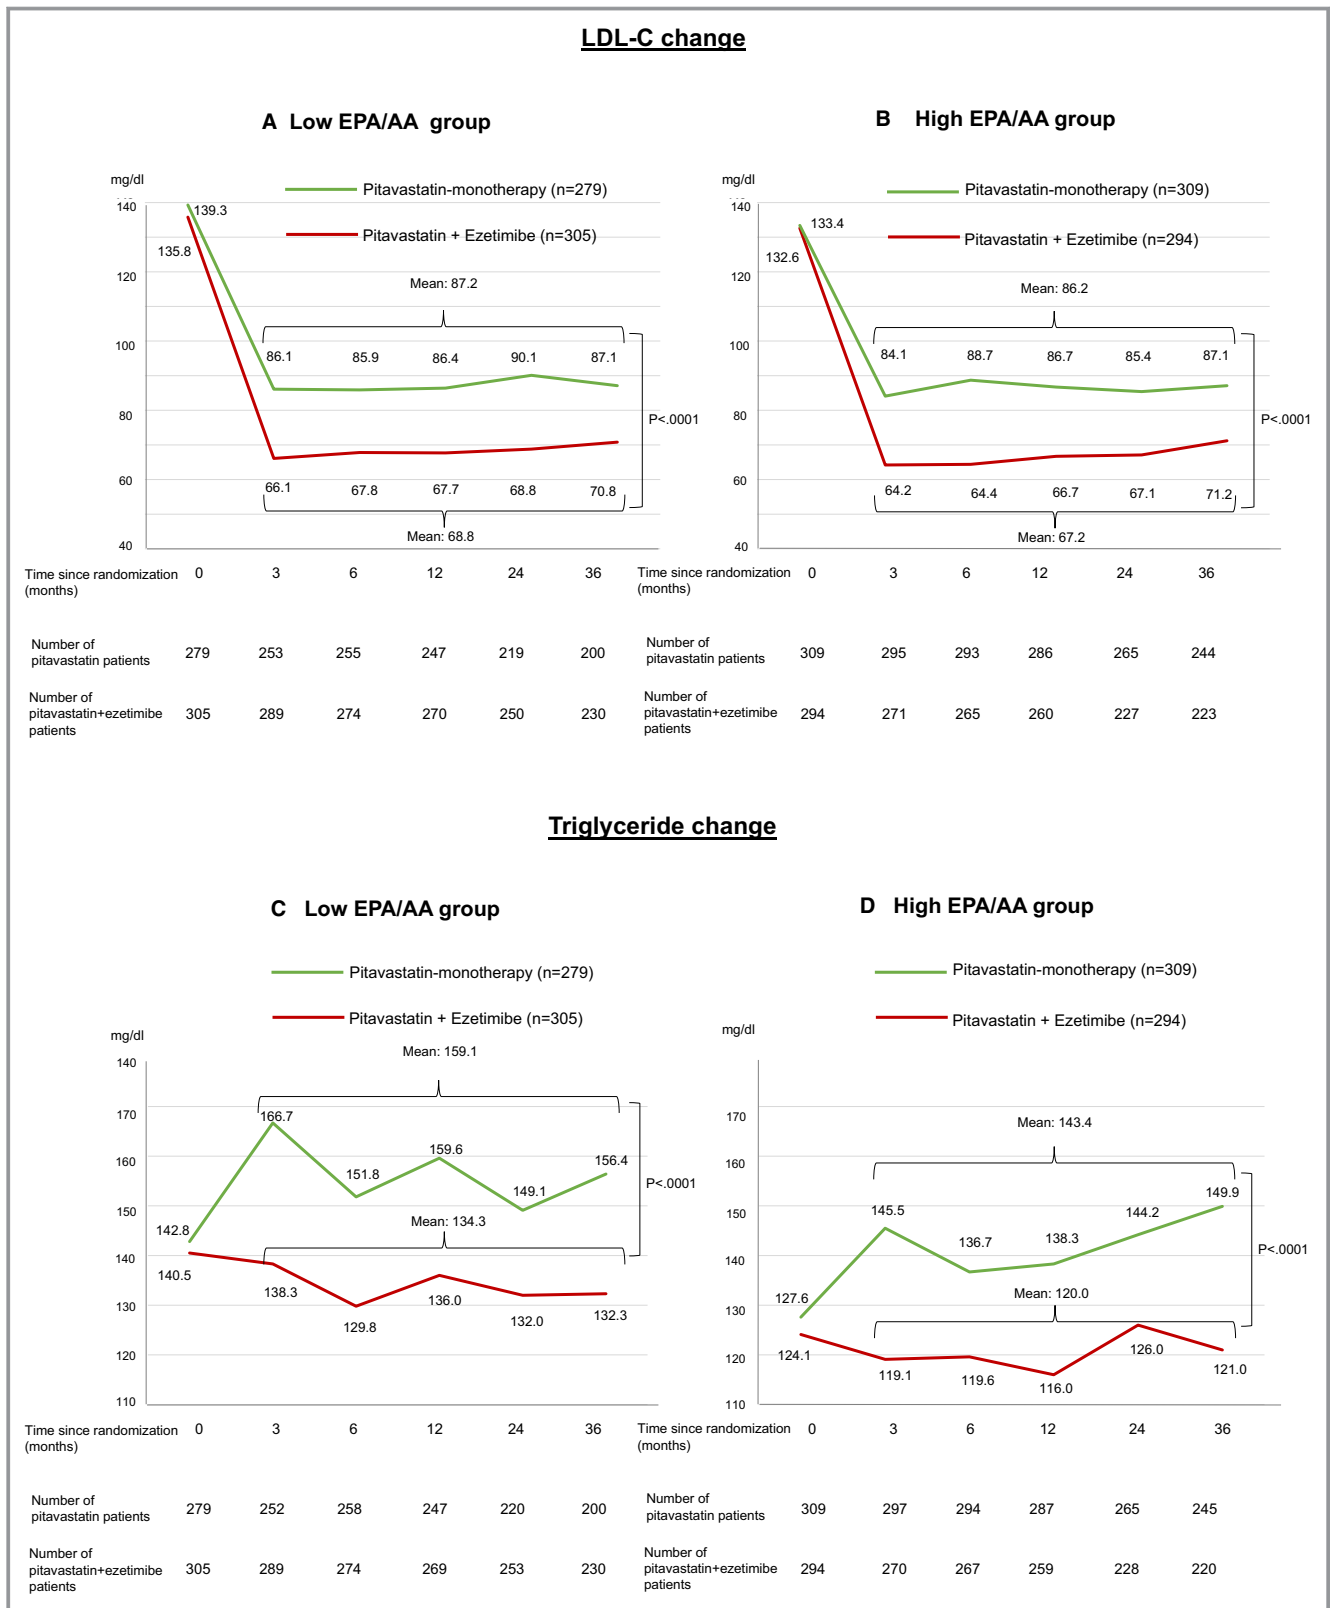 LDL-C change
A Low EPA/AA group
mg/dl
Pitavastatin-monotherapy (n=279)
140
139.3
Pitavastatin + Ezetimibe (n=305)
135.8
120
Mean: 87.2
100
86.1 85.9 86.4 90.1 87.1
80
P<.0001
60
66.1 67.8 67.7 68.8 70.8
Mean: 68.8
40
Time since randomization 0 3 6 12 24 36
(months)
Number of
pitavastatin patients 279 253 255 247 219 200
Number of
pitavastatin+ezetimibe 305 289 274 270 250 230
patients
B High EPA/AA group
mg/dl
Pitavastatin-monotherapy (n=309)
140
133.4
Pitavastatin + Ezetimibe (n=294)
132.6
120
Mean: 86.2
100
84.1 88.7 86.7 85.4 87.1
80
P<.0001
60
64.2 64.4 66.7 67.1 71.2
Mean: 67.2
40
Time since randomization 0 3 6 12 24 36
(months)
Number of
pitavastatin patients 309 295 293 286 265 244
Number of
pitavastatin+ezetimibe 294 271 265 260 227 223
patients
Triglyceride change
C Low EPA/AA group
Pitavastatin-monotherapy (n=279)
Pitavastatin + Ezetimibe (n=305)
mg/dl
Mean: 159.1
140
170
166.7
160
151.8 159.6 149.1 156.4
P<.0001
150
142.8
Mean: 134.3
140
140.5
138.3 129.8 136.0 132.0 132.3
130
120
110
Time since randomization 0 3 6 12 24 36
(months)
Number of
pitavastatin patients 279 252 258 247 220 200
Number of
pitavastatin+ezetimibe 305 289 274 269 253 230
patients
D High EPA/AA group
Pitavastatin-monotherapy (n=309)
Pitavastatin + Ezetimibe (n=294)
mg/dl
170
Mean: 143.4
160
150
145.5 136.7 138.3 144.2 149.9
140
P<.0001
130
127.6
Mean: 120.0
124.1
120
119.1 119.6 116.0 126.0 121.0
110
Time since randomization 0 3 6 12 24 36
(months)
Number of
pitavastatin patients 309 297 294 287 265 245
Number of
pitavastatin+ezetimibe 294 270 267 259 228 220
patients